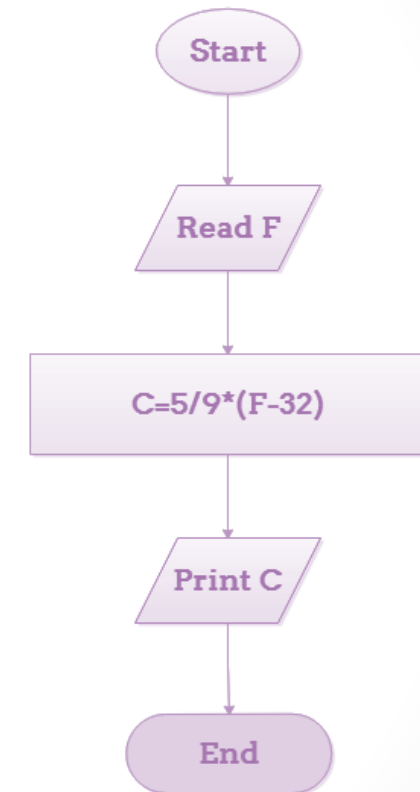 Start
Read F
C=5/9*(F-32)
Print C
End